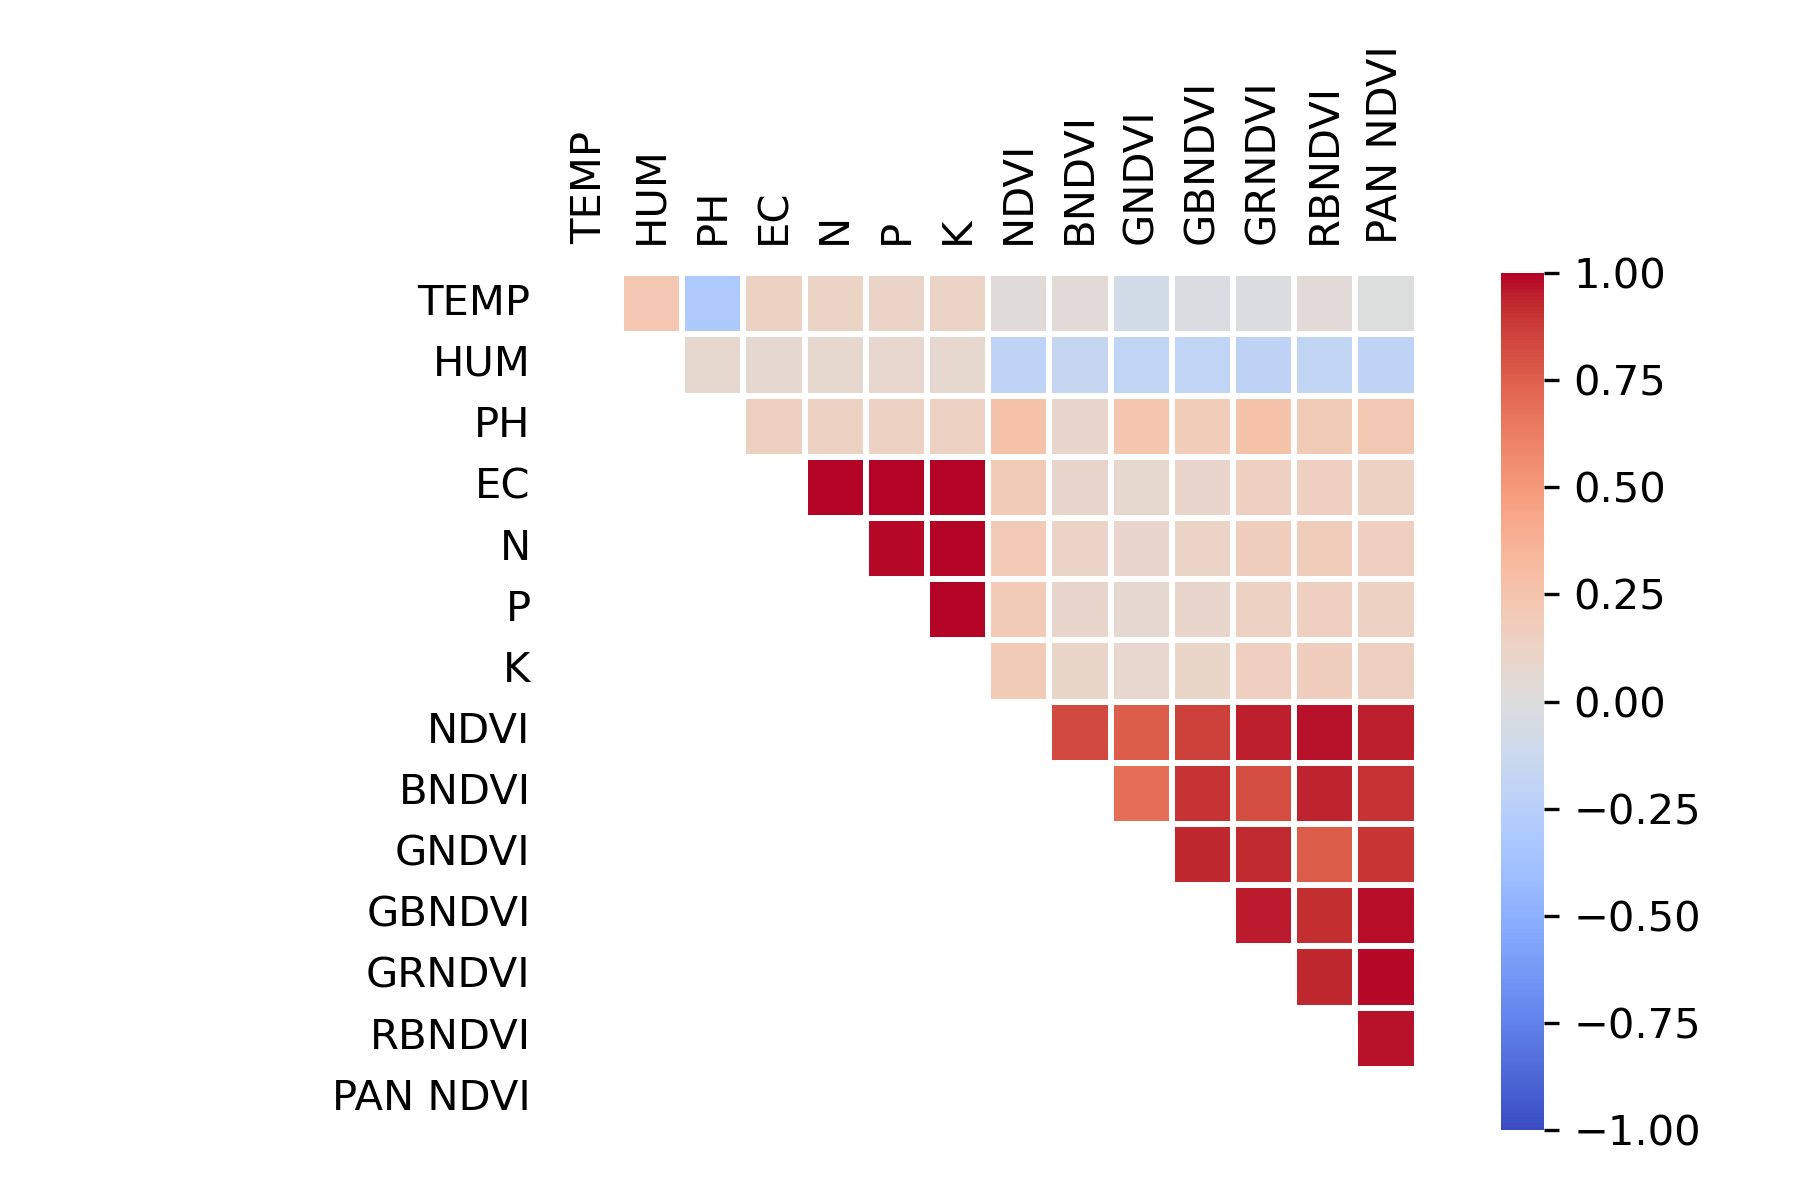 TEMP
HUM
PH
EC
N
P
K
NDVI
BNDVI
GNDVI
GBNDVI
GRNDVI
RBNDVI
PAN NDVI
TEMP
HUM
PH
EC
N
P
K
NDVI
BNDVI
GNDVI
GBNDVI
GRNDVI
RBNDVI
PAN NDVI
1.00
0.75
0.50
0.25
0.00
−0.25
−0.50
−0.75
−1.00